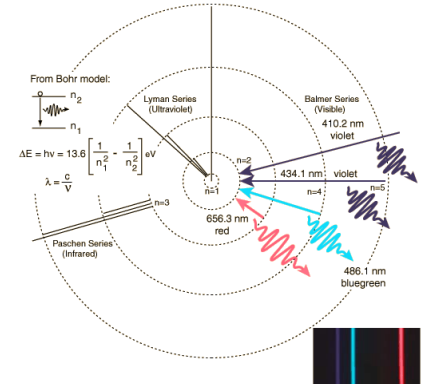 From Bohr model:
n2
n1
ΔE = hν = 13.6 [ 1/n1² - 1/n2² ] eV
λ = c/ν
Lyman Series
(Ultraviolet)
Balmer Series
(Visible)
410.2 nm
violet
n=2
434.1 nm violet
n=1
n=4
n=5
n=3
656.3 nm
red
Paschen Series
(Infrared)
486.1 nm
bluegreen